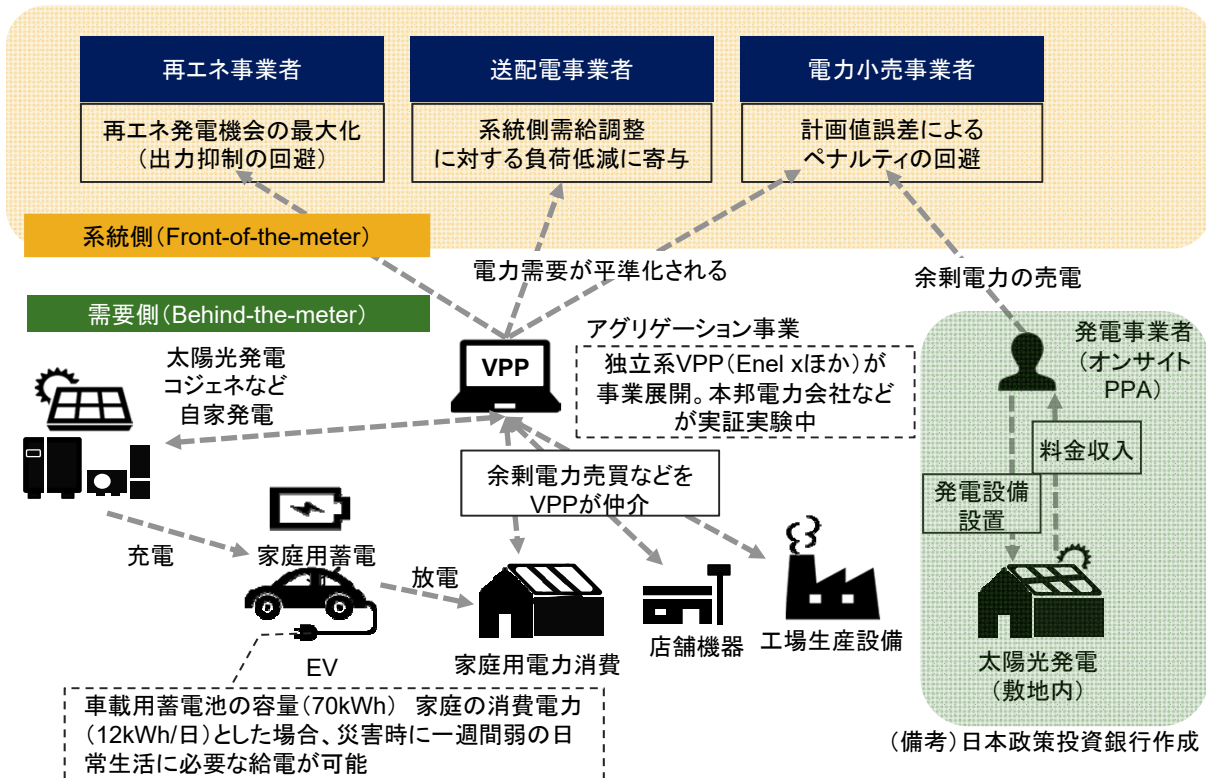 再エネ事業者
再エネ発電機会の最大化
(出力抑制の回避)
送配電事業者
系統側需給調整
に対する負荷低減に寄与
電力小売事業者
計画値誤差による
ペナルティの回避
系統側(Front-of-the-meter)
電力需要が平準化される
余剰電力の売電
需要側(Behind-the-meter)
太陽光発電
コジェネなど
自家発電
VPP
アグリゲーション事業
独立系VPP(Enel xほか)が
事業展開。本邦電力会社など
が実証実験中
発電事業者
(オンサイト
PPA)
料金収入
発電設備
設置
余剰電力売買などを
VPPが仲介
充電
家庭用蓄電
放電
EV
家庭用電力消費
店舗機器
工場生産設備
太陽光発電
(敷地内)
車載用蓄電池の容量(70kWh) 家庭の消費電力
(12kWh/日)とした場合、災害時に一週間弱の日
常生活に必要な給電が可能
(備考)日本政策投資銀行作成